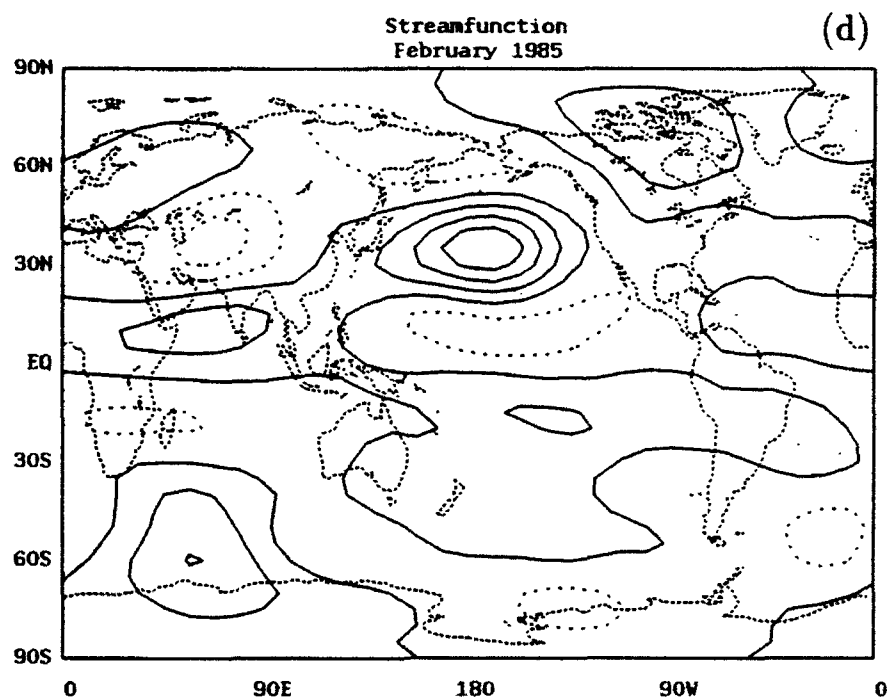 Streamfunction (d)
February 1985
90N
60N
30N
EQ
30S
60S
90S
0 90E 180 90W 0